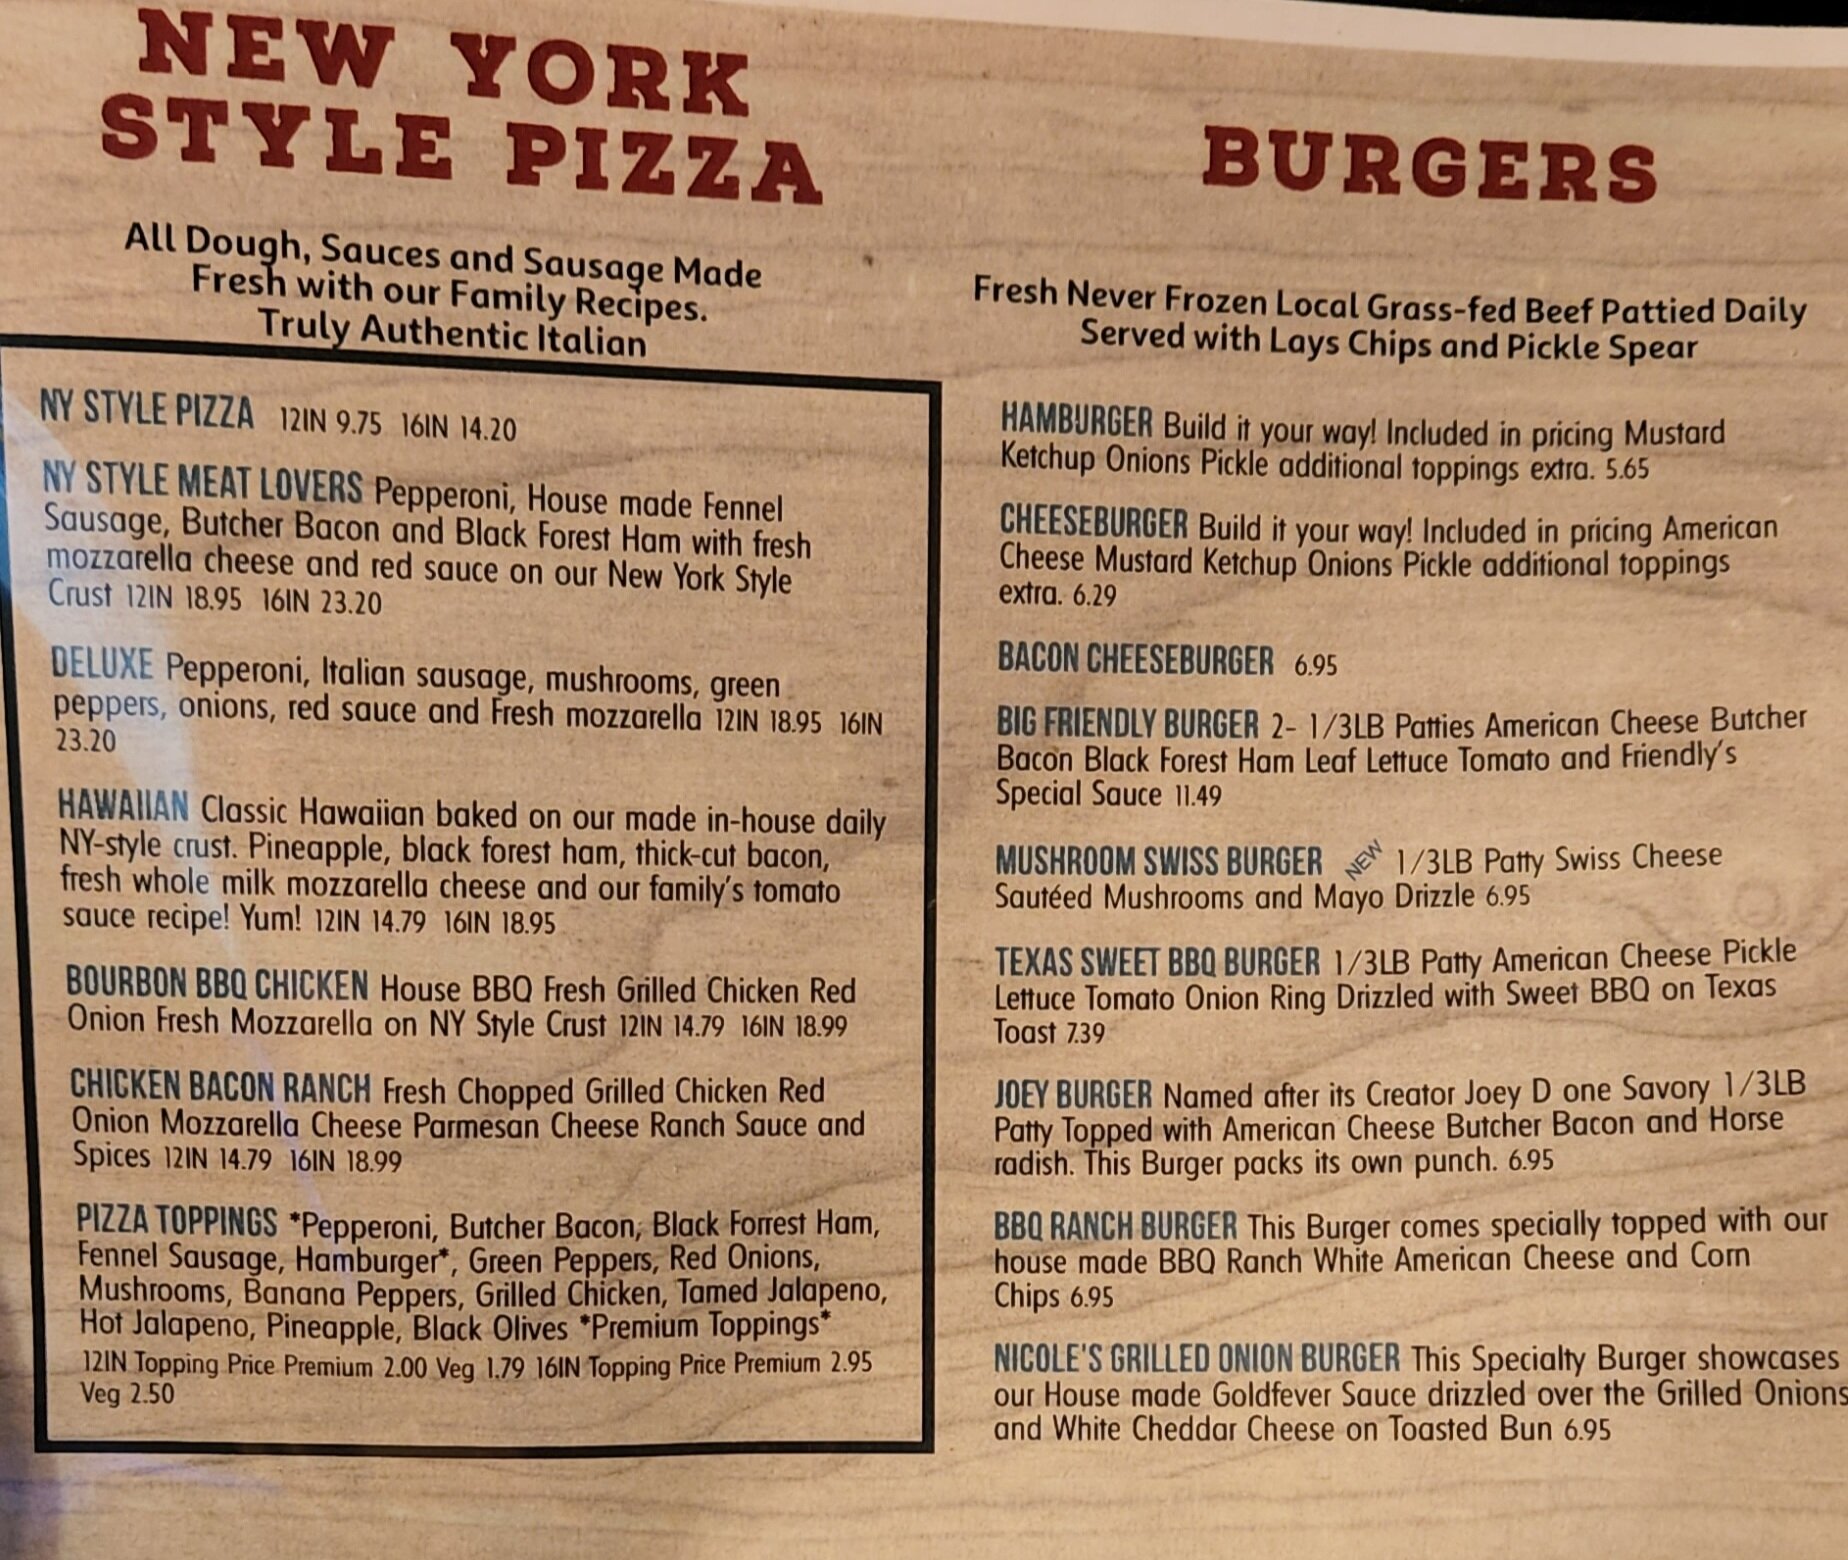 NEW YORK
STYLE PIZZA
All Dough, Sauces and Sausage Made
Fresh with our Family Recipes.
Truly Authentic Italian
NY STYLE PIZZA 12IN 9.75 16IN 14.20
NY STYLE MEAT LOVERS Pepperoni, House made Fennel
Sausage, Butcher Bacon and Black Forest Ham with fresh
mozzarella cheese and red sauce on our New York Style
Crust 12IN 18.95 16IN 23.20
DELUXE Pepperoni, Italian sausage, mushrooms, green
peppers, onions, red sauce and Fresh mozzarella 12IN 18.95 16IN
23.20
HAWAIIAN Classic Hawaiian baked on our made in-house daily
NY-style crust. Pineapple, black forest ham, thick-cut bacon,
fresh whole milk mozzarella cheese and our family's tomato
sauce recipe! Yum! 12IN 14.79 16IN 18.95
BOURBON BBQ CHICKEN House BBQ Fresh Grilled Chicken Red
Onion Fresh Mozzarella on NY Style Crust 12IN 14.79 16IN 18.99
CHICKEN BACON RANCH Fresh Chopped Grilled Chicken Red
Onion Mozzarella Cheese Parmesan Cheese Ranch Sauce and
Spices 12IN 14.79 16IN 18.99
PIZZA TOPPINGS *Pepperoni, Butcher Bacon, Black Forrest Ham,
Fennel Sausage, Hamburger*, Green Peppers, Red Onions,
Mushrooms, Banana Peppers, Grilled Chicken, Tamed Jalapeno,
Hot Jalapeno, Pineapple, Black Olives *Premium Toppings*
12IN Topping Price Premium 2.00 Veg 1.79 16IN Topping Price Premium 2.95
Veg 2.50
BURGERS
Fresh Never Frozen Local Grass-fed Beef Pattied Daily
Served with Lays Chips and Pickle Spear
HAMBURGER Build it your way! Included in pricing Mustard
Ketchup Onions Pickle additional toppings extra. 5.65
CHEESEBURGER Build it your way! Included in pricing American
Cheese Mustard Ketchup Onions Pickle additional toppings
extra. 6.29
BACON CHEESEBURGER 6.95
BIG FRIENDLY BURGER 2- 1/3LB Patties American Cheese Butcher
Bacon Black Forest Ham Leaf Lettuce Tomato and Friendly's
Special Sauce 11.49
MUSHROOM SWISS BURGER NEW 1/3LB Patty Swiss Cheese
Sautéed Mushrooms and Mayo Drizzle 6.95
TEXAS SWEET BBQ BURGER 1/3LB Patty American Cheese Pickle
Lettuce Tomato Onion Ring Drizzled with Sweet BBQ on Texas
Toast 7.39
JOEY BURGER Named after its Creator Joey D one Savory 1/3LB
Patty Topped with American Cheese Butcher Bacon and Horse
radish. This Burger packs its own punch. 6.95
BBQ RANCH BURGER This Burger comes specially topped with our
house made BBQ Ranch White American Cheese and Corn
Chips 6.95
NICOLE'S GRILLED ONION BURGER This Specialty Burger showcases
our House made Goldfever Sauce drizzled over the Grilled Onions
and White Cheddar Cheese on Toasted Bun 6.95